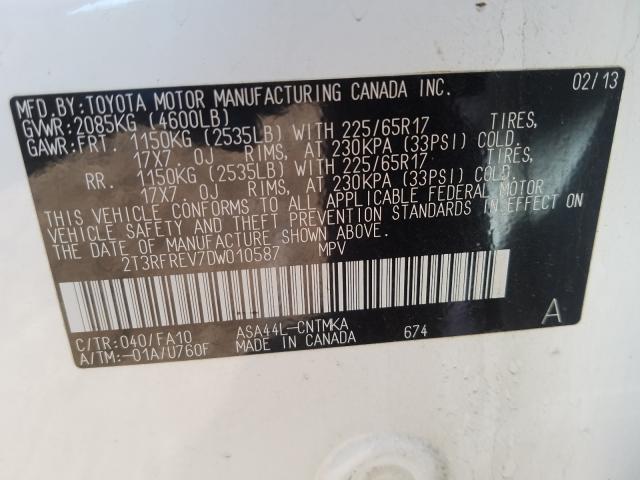 MFD.BY:TOYOTA MOTOR MANUFACTURING CANADA INC. 02/13
GVWR:2085KG (4600LB)
GAWR:FRT. 1150KG (2535LB) WITH 225/65R17 TIRES,
17X7.0J RIMS, AT 230KPA (33PSI) COLD.
RR. 1150KG (2535LB) WITH 225/65R17 TIRES,
17X7.0J RIMS, AT 230KPA (33PSI) COLD.
THIS VEHICLE CONFORMS TO ALL APPLICABLE FEDERAL MOTOR
VEHICLE SAFETY AND THEFT PREVENTION STANDARDS IN EFFECT ON
THE DATE OF MANUFACTURE SHOWN ABOVE.
2T3RFREV7DW010587 MPV
C/TR:040/FA10 ASA44L-CNTMKA 674 A
A/TM:-01A/U760F MADE IN CANADA